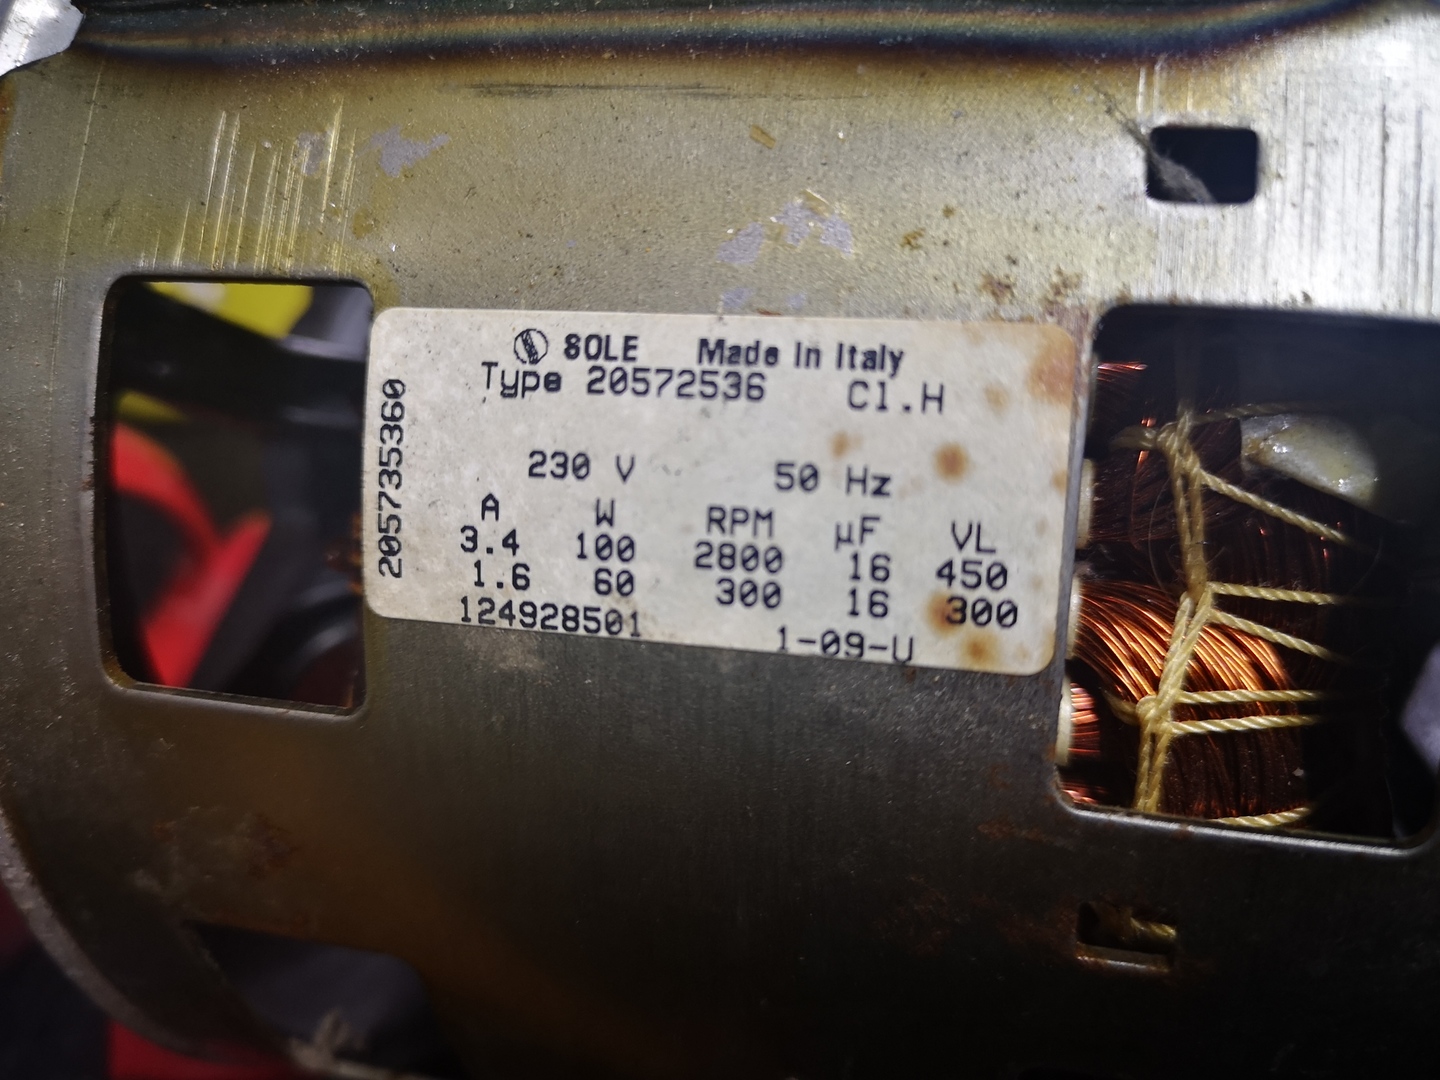 SOLE Made In Italy
Type 20572536 Cl.H
230 V 50 Hz
A W RPM µF VL
3.4 100 2800 16 450
1.6 60 300 16 300
124928501 1-09-U
205735360